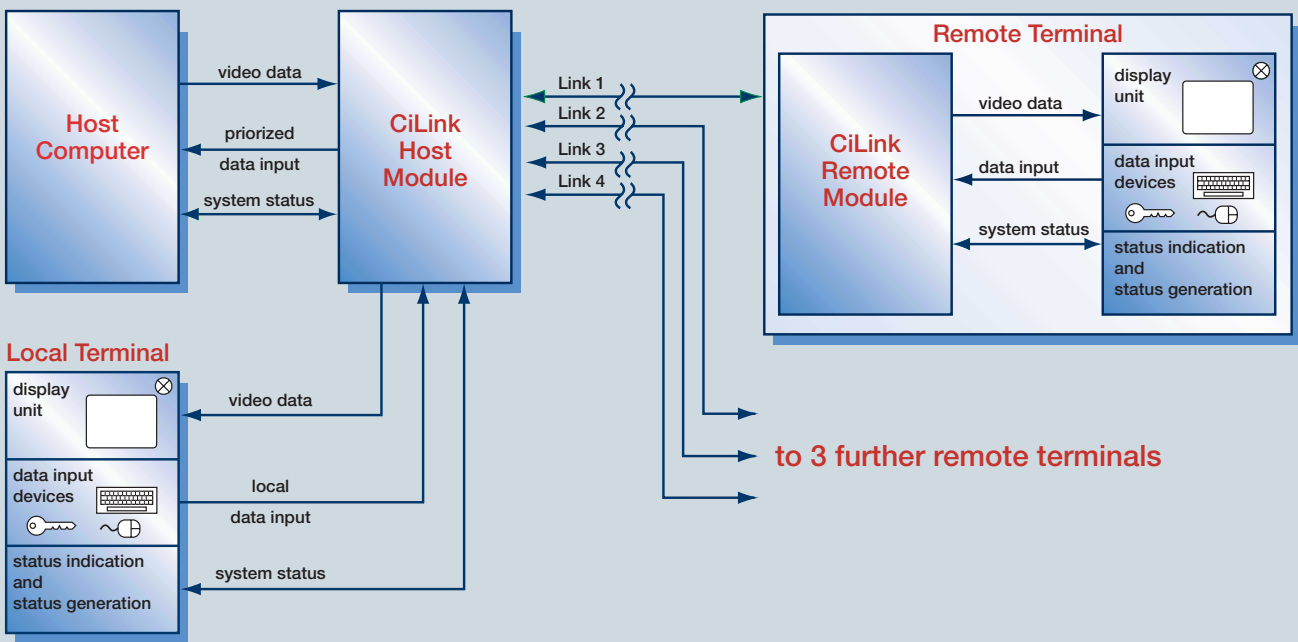 Host
Computer
video data
priorized
data input
system status
CiLink
Host
Module
Link 1
Link 2
Link 3
Link 4
Remote Terminal
CiLink
Remote
Module
video data
data input
system status
display
unit
data input
devices
status indication
and
status generation
Local Terminal
display
unit
data input
devices
status indication
and
status generation
video data
local
data input
system status
to 3 further remote terminals